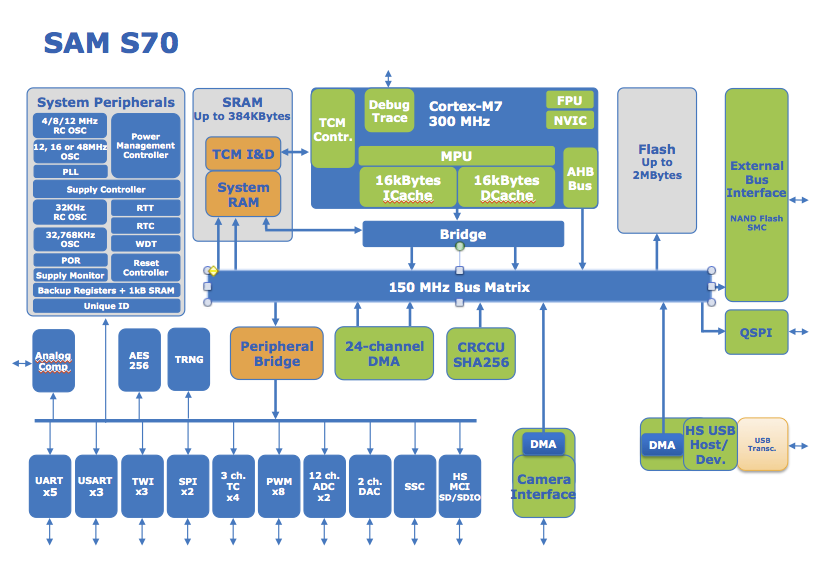 SAM S70
System Peripherals
4/8/12 MHz
RC OSC
12, 16 or 48MHz
OSC
PLL
Power
Management
Controller
Supply Controller
32KHz
RC OSC
32,768KHz
OSC
POR
Supply Monitor
RTT
RTC
WDT
Reset
Controller
Backup Registers + 1kB SRAM
Unique ID
SRAM
Up to 384KBytes
TCM I&D
System
RAM
TCM
Contr.
Debug
Trace
Cortex-M7
300 MHz
FPU
NVIC
MPU
16kBytes
ICache
16kBytes
DCache
AHB
Bus
Flash
Up to
2MBytes
External
Bus
Interface
NAND Flash
SMC
Bridge
150 MHz Bus Matrix
Analog
Comp
AES
256
TRNG
Peripheral
Bridge
24-channel
DMA
CRCCU
SHA256
QSPI
DMA
Camera
Interface
DMA
HS USB
Host/
Dev.
USB
Transc.
UART
x5
USART
x3
TWI
x3
SPI
x2
3 ch.
TC
x4
PWM
x8
12 ch.
ADC
x2
2 ch.
DAC
SSC
HS
MCI
SD/SDIO